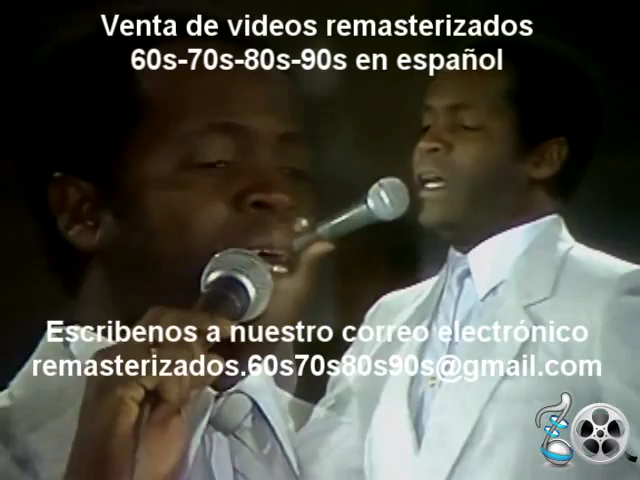 Venta de videos remasterizados
60s-70s-80s-90s en español
Escribenos a nuestro correo electrónico
remasterizados.60s70s80s90s@gmail.com